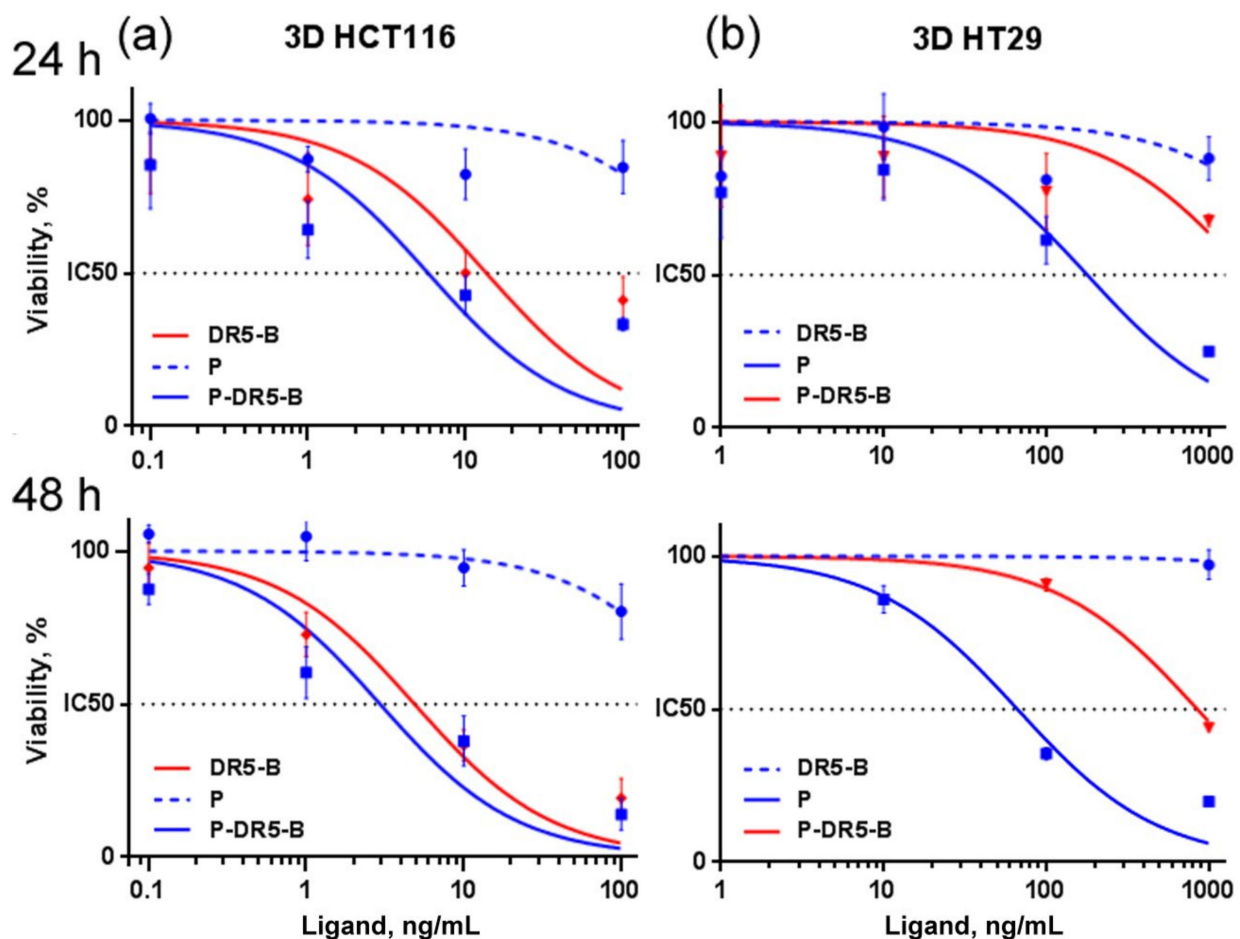 (a) 3D HCT116
(b) 3D HT29
24 h
Viability, %
100
IC50
0
DR5-B
P
P-DR5-B
0.1 1 10 100
100
IC50
0
DR5-B
P
P-DR5-B
1 10 100 1000
48 h
Viability, %
100
IC50
0
DR5-B
P
P-DR5-B
0.1 1 10 100
Ligand, ng/mL
100
IC50
0
DR5-B
P
P-DR5-B
1 10 100 1000
Ligand, ng/mL